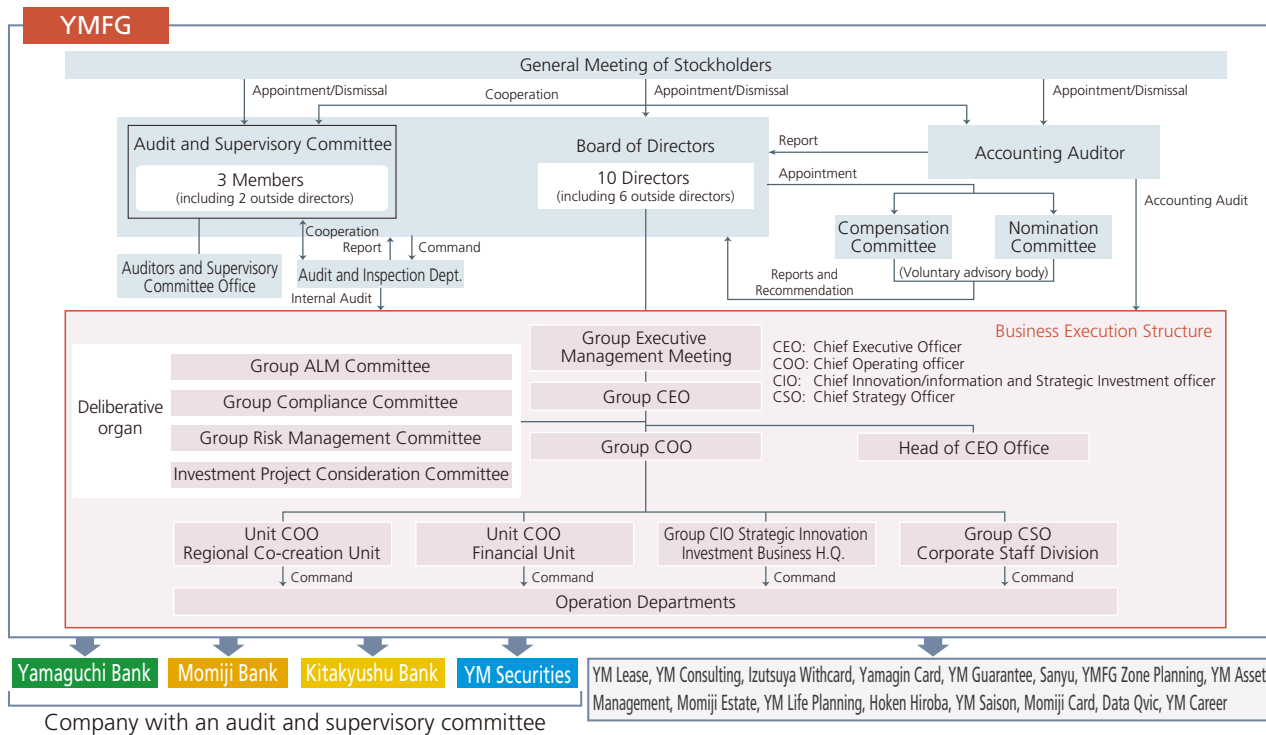 YMFG
General Meeting of Stockholders
Appointment/Dismissal
Cooperation
Appointment/Dismissal
Appointment/Dismissal
Audit and Supervisory Committee
3 Members
(including 2 outside directors)
Board of Directors
10 Directors
(including 6 outside directors)
Report
Accounting Auditor
Appointment
Accounting Audit
Compensation
Committee
Nomination
Committee
(Voluntary advisory body)
Reports and
Recommendation
Cooperation
Report
Command
Auditors and Supervisory
Committee Office
Audit and Inspection Dept.
Internal Audit
Business Execution Structure
Group Executive
Management Meeting
CEO: Chief Executive Officer
COO: Chief Operating officer
CIO: Chief Innovation/information and Strategic Investment officer
CSO: Chief Strategy Officer
Deliberative
organ
Group ALM Committee
Group Compliance Committee
Group Risk Management Committee
Investment Project Consideration Committee
Group CEO
Group COO
Head of CEO Office
Unit COO
Regional Co-creation Unit
Unit COO
Financial Unit
Group CIO Strategic Innovation
Investment Business H.Q.
Group CSO
Corporate Staff Division
Command
Command
Command
Command
Operation Departments
Yamaguchi Bank
Momiji Bank
Kitakyushu Bank
YM Securities
YM Lease, YM Consulting, Izutsuya Withcard, Yamagin Card, YM Guarantee, Sanyu, YMFG Zone Planning, YM Asset
Management, Momiji Estate, YM Life Planning, Hoken Hiroba, YM Saison, Momiji Card, Data Qvic, YM Career
Company with an audit and supervisory committee